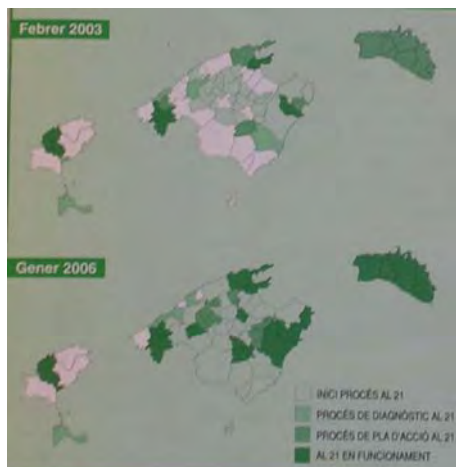 Febrer 2003
Gener 2006
INICI PROCÉS AL 21
PROCÉS DE DIAGNÒSTIC AL 21
PROCÉS DE PLA D'ACCIÓ AL 21
AL 21 EN FUNCIONAMENT